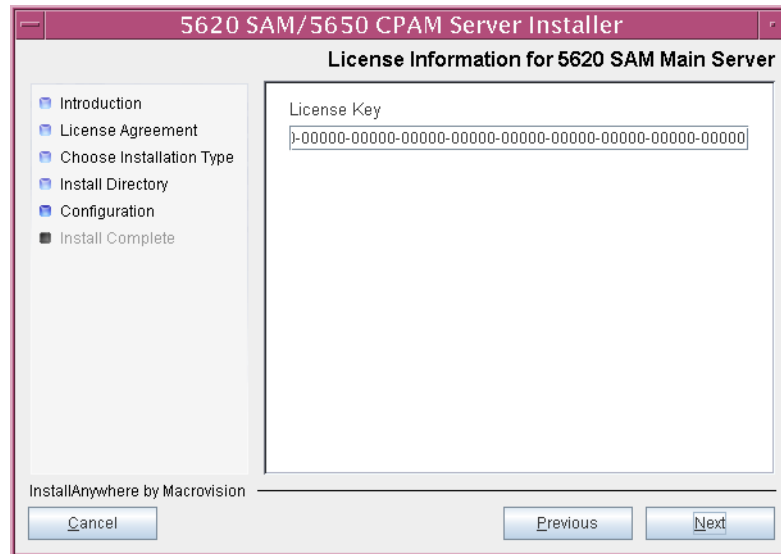 5620 SAM/5650 CPAM Server Installer
License Information for 5620 SAM Main Server
Introduction
License Agreement
Choose Installation Type
Install Directory
Configuration
Install Complete
License Key
)-00000-00000-00000-00000-00000-00000-00000-00000-00000
InstallAnywhere by Macrovision
Cancel
Previous
Next